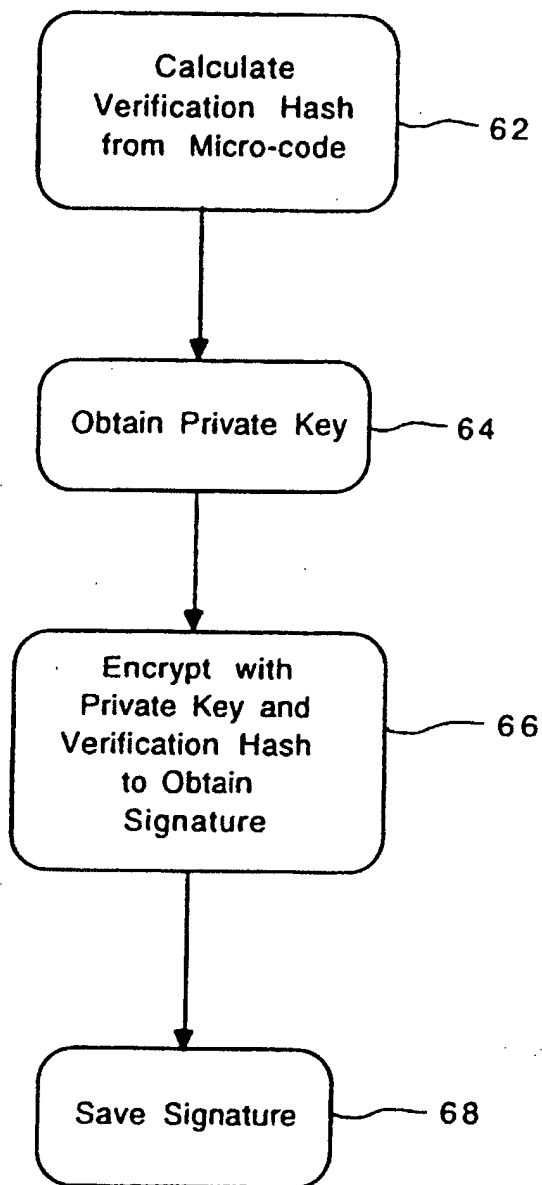 Calculate
Verification Hash
from Micro-code
62
Obtain Private Key
64
Encrypt with
Private Key and
Verification Hash
to Obtain
Signature
66
Save Signature
68